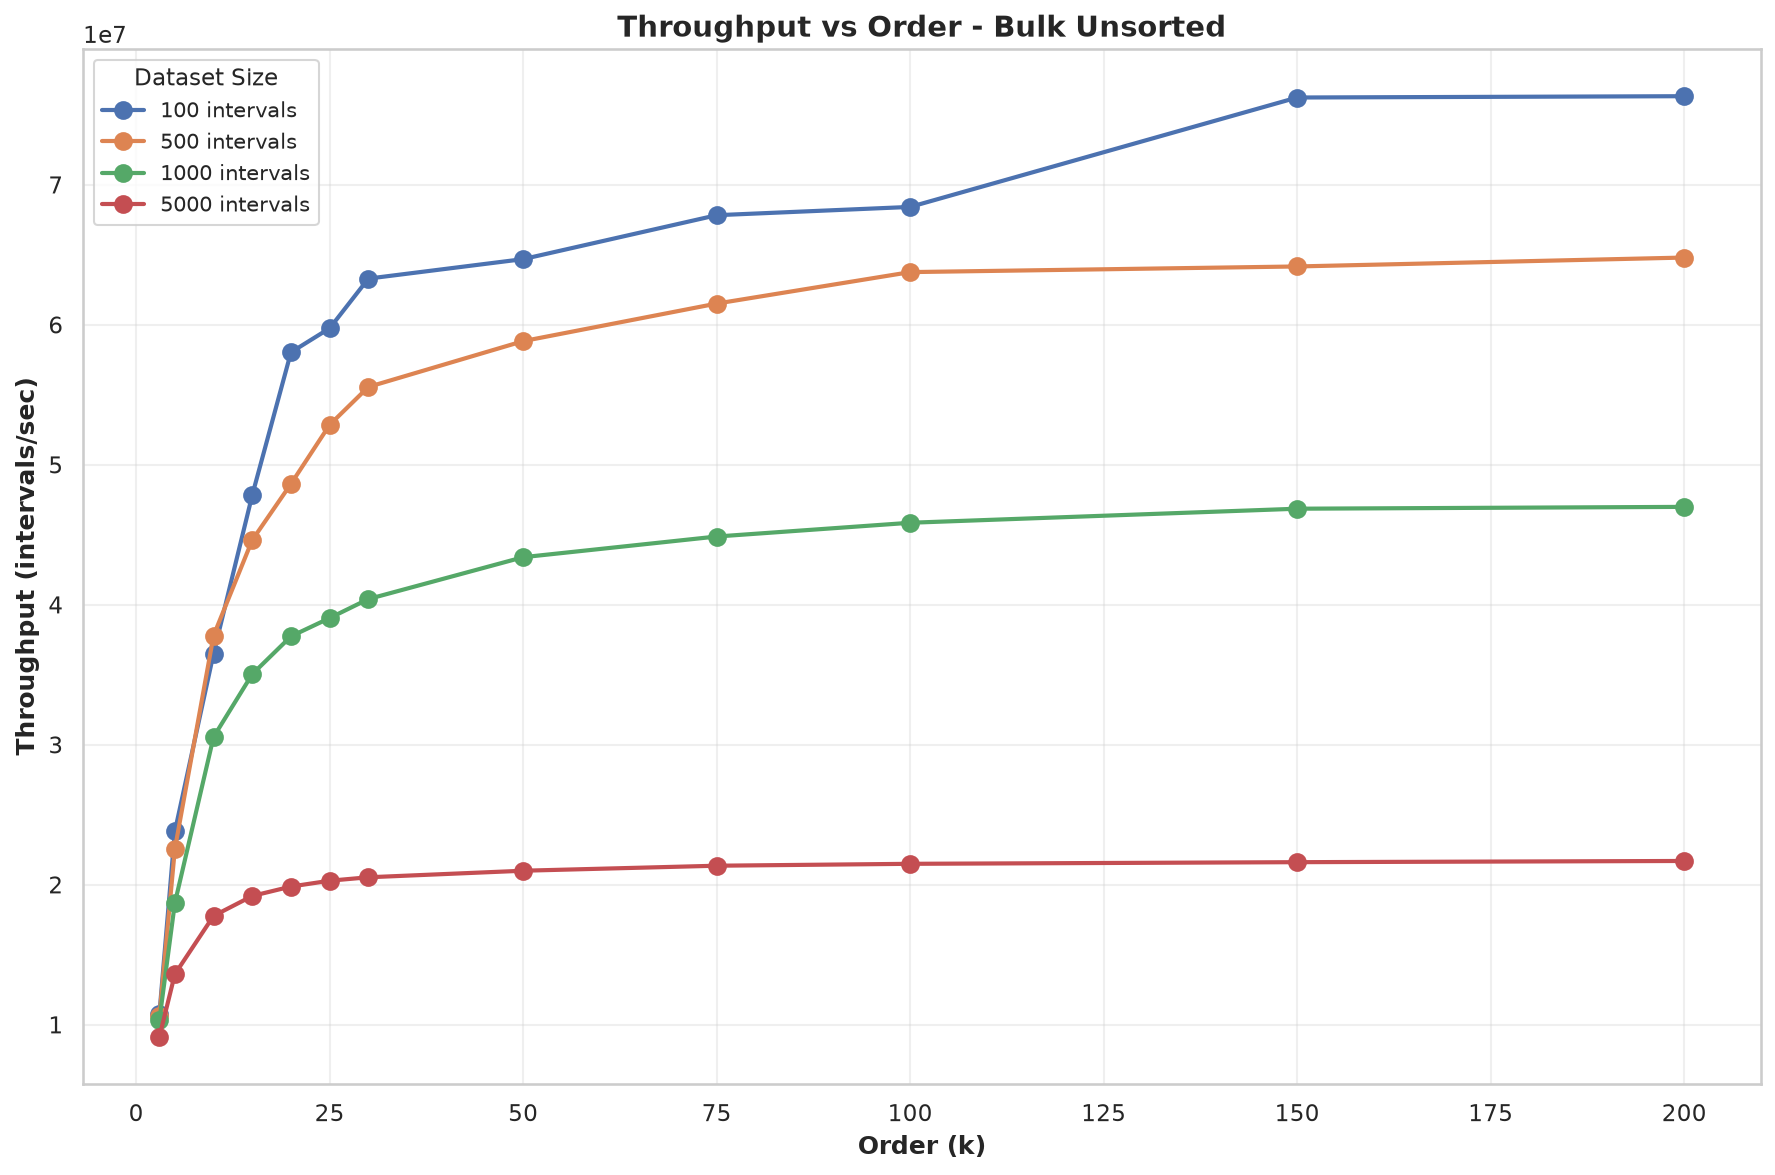 Throughput vs Order - Bulk Unsorted
1e7
Dataset Size
100 intervals
500 intervals
1000 intervals
5000 intervals
7
6
5
4
3
2
1
Throughput (intervals/sec)
0 25 50 75 100 125 150 175 200
Order (k)